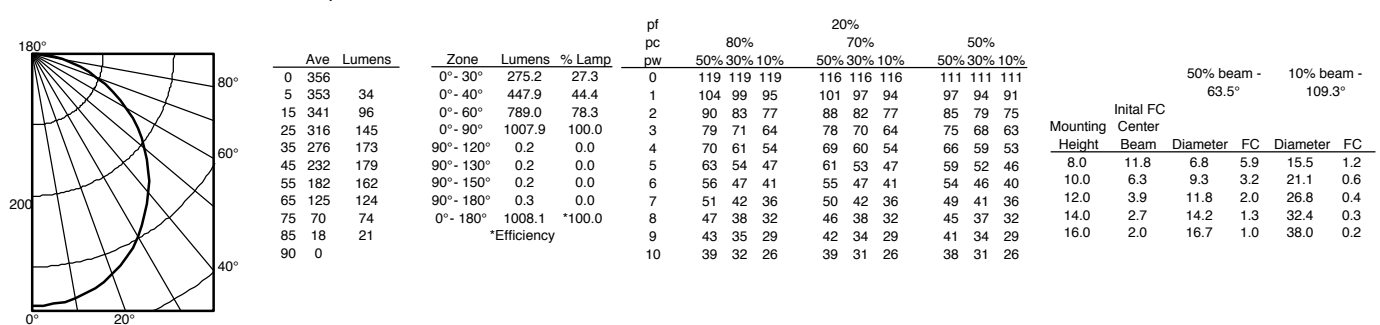 180°
80°
60°
200
40°
0° 20°
Ave Lumens
0 356
5 353 34
15 341 96
25 316 145
35 276 173
45 232 179
55 182 162
65 125 124
75 70 74
85 18 21
90 0
Zone Lumens % Lamp
0°- 30° 275.2 27.3
0°- 40° 447.9 44.4
0°- 60° 789.0 78.3
0°- 90° 1007.9 100.0
90°- 120° 0.2 0.0
90°- 130° 0.2 0.0
90°- 150° 0.2 0.0
90°- 180° 0.3 0.0
0°- 180° 1008.1 *100.0
*Efficiency
pf 20%
pc 80% 70% 50%
pw 50% 30% 10% 50% 30% 10% 50% 30% 10%
0 119 119 119 116 116 116 111 111 111
1 104 99 95 101 97 94 97 94 91
2 90 83 77 88 82 77 85 79 75
3 79 71 64 78 70 64 75 68 63
4 70 61 54 69 60 54 66 59 53
5 63 54 47 61 53 47 59 52 46
6 56 47 41 55 47 41 54 46 40
7 51 42 36 50 42 36 49 41 36
8 47 38 32 46 38 32 45 37 32
9 43 35 29 42 34 29 41 34 29
10 39 32 26 39 31 26 38 31 26
50% beam - 10% beam -
63.5° 109.3°
Inital FC
Mounting Center
Height Beam Diameter FC Diameter FC
8.0 11.8 6.8 5.9 15.5 1.2
10.0 6.3 9.3 3.2 21.1 0.6
12.0 3.9 11.8 2.0 26.8 0.4
14.0 2.7 14.2 1.3 32.4 0.3
16.0 2.0 16.7 1.0 38.0 0.2